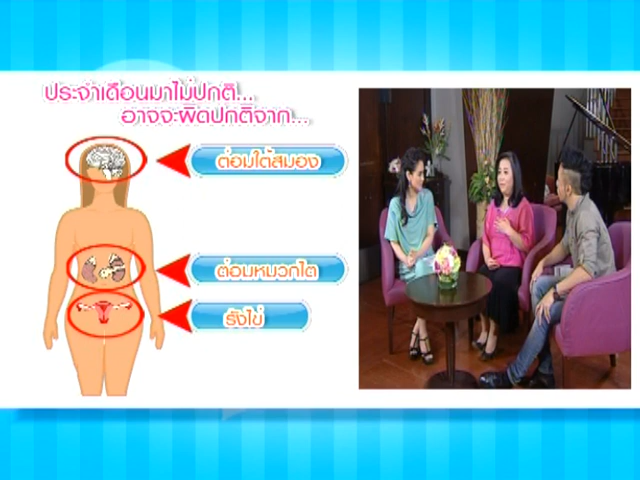 ประจำเดือนมาไม่ปกติ...
อาจจะผิดปกติจาก...
ต่อมใต้สมอง
ต่อมหมวกไต
รังไข่